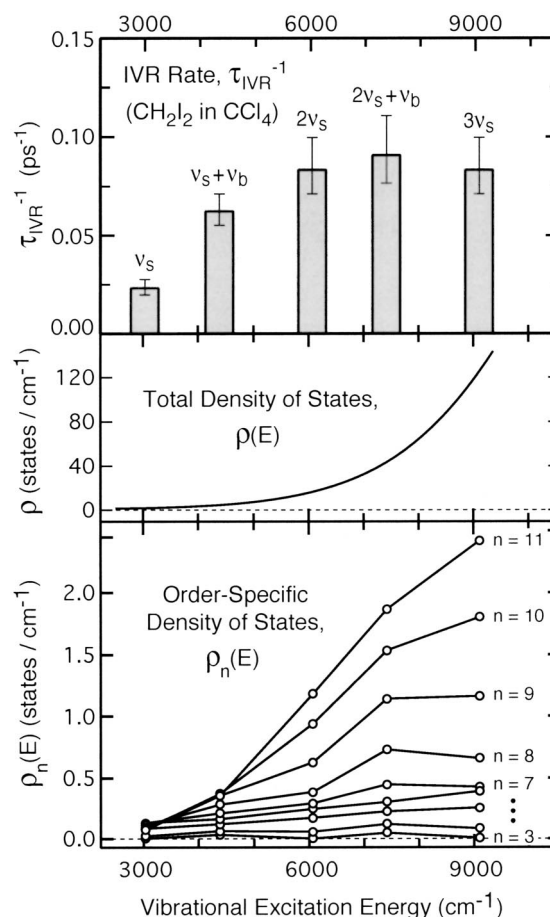 3000 6000 9000
0.15
IVR Rate, τIVR⁻¹
(CH2I2 in CCl4)
0.10
0.05
0.00
τIVR⁻¹ (ps⁻¹)
νs
νs+νb
2νs
2νs+νb
3νs
120
80
40
0
ρ (states / cm⁻¹)
Total Density of States,
ρ(E)
2.0
1.5
1.0
0.5
0.0
ρn(E) (states / cm⁻¹)
Order-Specific
Density of States,
ρn(E)
n = 11
n = 10
n = 9
n = 8
n = 7
n = 3
3000 6000 9000
Vibrational Excitation Energy (cm⁻¹)